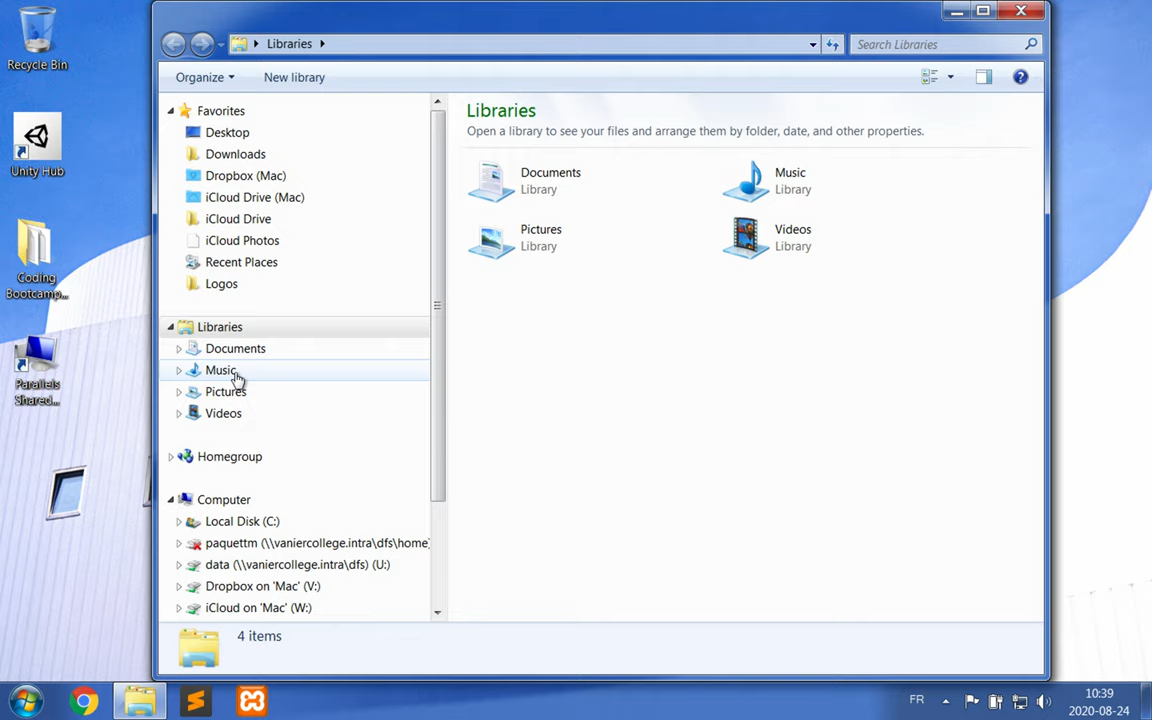 Recycle Bin
Unity Hub
Coding
Bootcamp...
Parallels
Shared...
Libraries
Search Libraries
Organize
New library
Favorites
Desktop
Downloads
Dropbox (Mac)
iCloud Drive (Mac)
iCloud Drive
iCloud Photos
Recent Places
Logos
Libraries
Documents
Music
Pictures
Videos
Homegroup
Computer
Local Disk (C:)
paquettm (\\vaniercollege.intra\dfs\home)
data (\\vaniercollege.intra\dfs) (U:)
Dropbox on 'Mac' (V:)
iCloud on 'Mac' (W:)
Libraries
Open a library to see your files and arrange them by folder, date, and other properties.
Documents
Library
Music
Library
Pictures
Library
Videos
Library
4 items
FR
10:39
2020-08-24